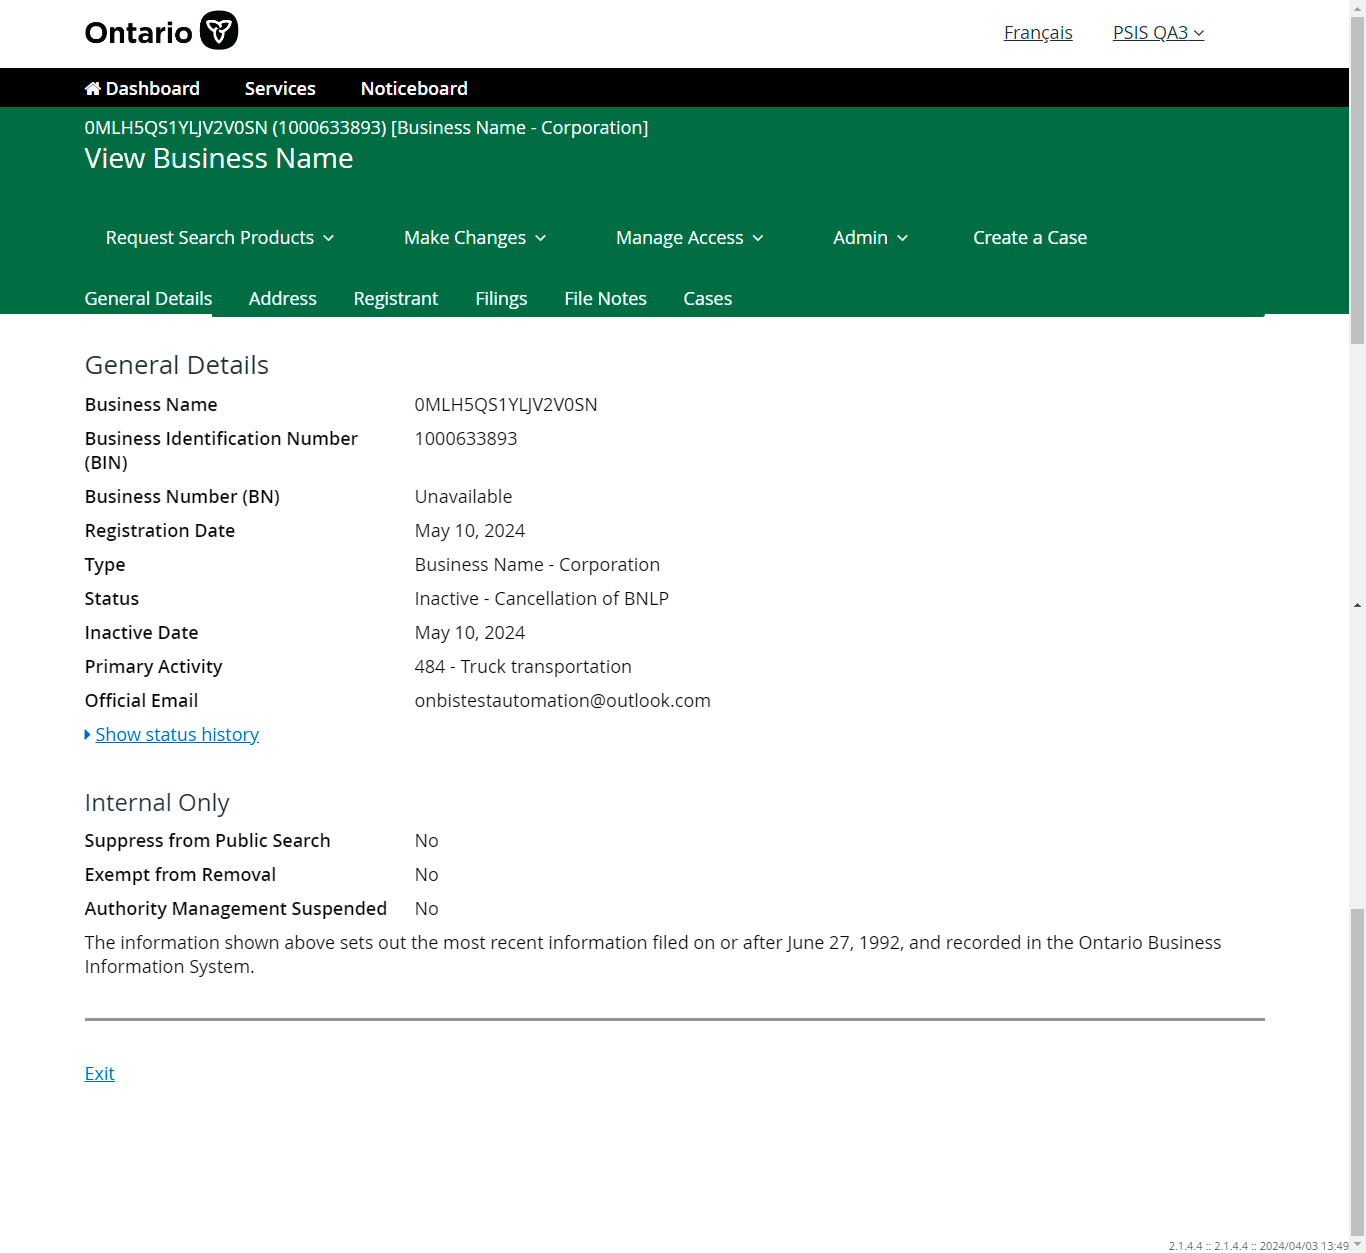 Ontario
Français
PSIS QA3
Dashboard
Services
Noticeboard
0MLH5QS1YLJV2V0SN (1000633893) [Business Name - Corporation]
View Business Name
Request Search Products
Make Changes
Manage Access
Admin
Create a Case
General Details
Address
Registrant
Filings
File Notes
Cases
General Details
Business Name 0MLH5QS1YLJV2V0SN
Business Identification Number 1000633893
(BIN)
Business Number (BN) Unavailable
Registration Date May 10, 2024
Type Business Name - Corporation
Status Inactive - Cancellation of BNLP
Inactive Date May 10, 2024
Primary Activity 484 - Truck transportation
Official Email onbistestautomation@outlook.com
Show status history
Internal Only
Suppress from Public Search No
Exempt from Removal No
Authority Management Suspended No
The information shown above sets out the most recent information filed on or after June 27, 1992, and recorded in the Ontario Business
Information System.
Exit
2.1.4.4 :: 2.1.4.4 :: 2024/04/03 13:49